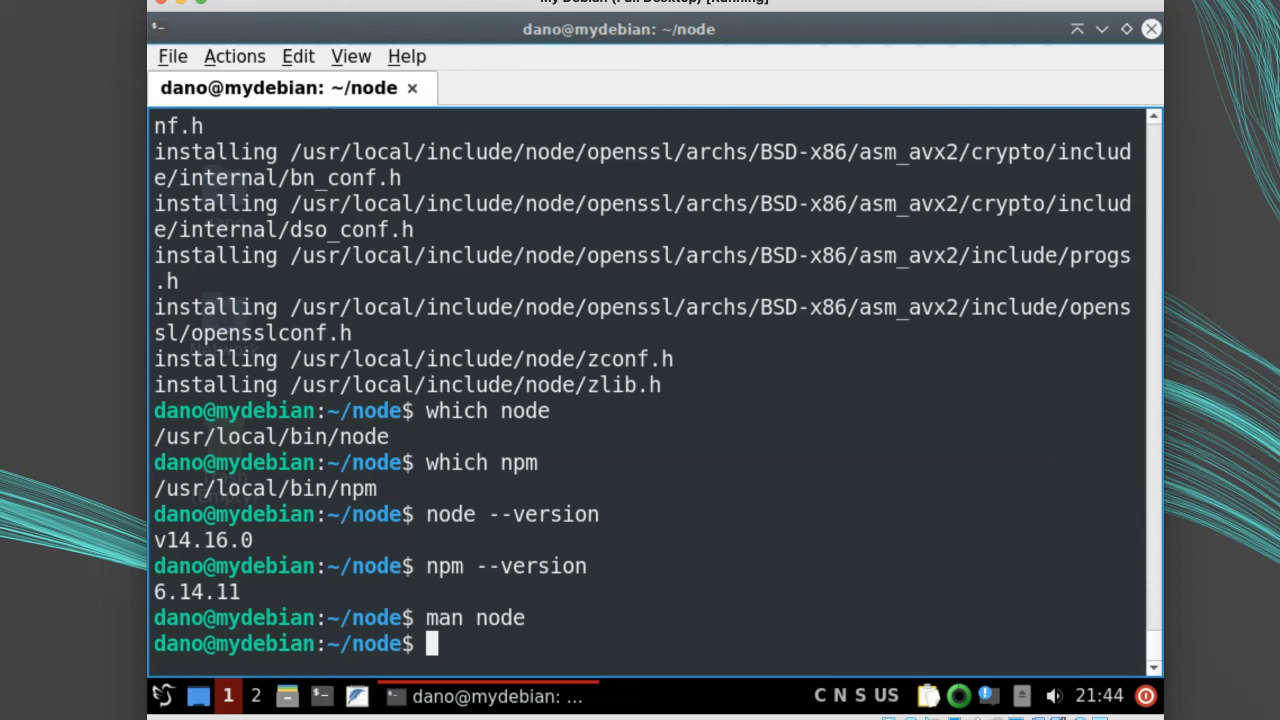 My Debian (Full Desktop) [Running]
dano@mydebian: ~/node
File Actions Edit View Help
dano@mydebian: ~/node ×
nf.h
installing /usr/local/include/node/openssl/archs/BSD-x86/asm_avx2/crypto/includ
e/internal/bn_conf.h
installing /usr/local/include/node/openssl/archs/BSD-x86/asm_avx2/crypto/includ
e/internal/dso_conf.h
installing /usr/local/include/node/openssl/archs/BSD-x86/asm_avx2/include/progs
.h
installing /usr/local/include/node/openssl/archs/BSD-x86/asm_avx2/include/opens
sl/opensslconf.h
installing /usr/local/include/node/zconf.h
installing /usr/local/include/node/zlib.h
dano@mydebian:~/node$ which node
/usr/local/bin/node
dano@mydebian:~/node$ which npm
/usr/local/bin/npm
dano@mydebian:~/node$ node --version
v14.16.0
dano@mydebian:~/node$ npm --version
6.14.11
dano@mydebian:~/node$ man node
dano@mydebian:~/node$
1 2 dano@mydebian: ... C N S US 21:44